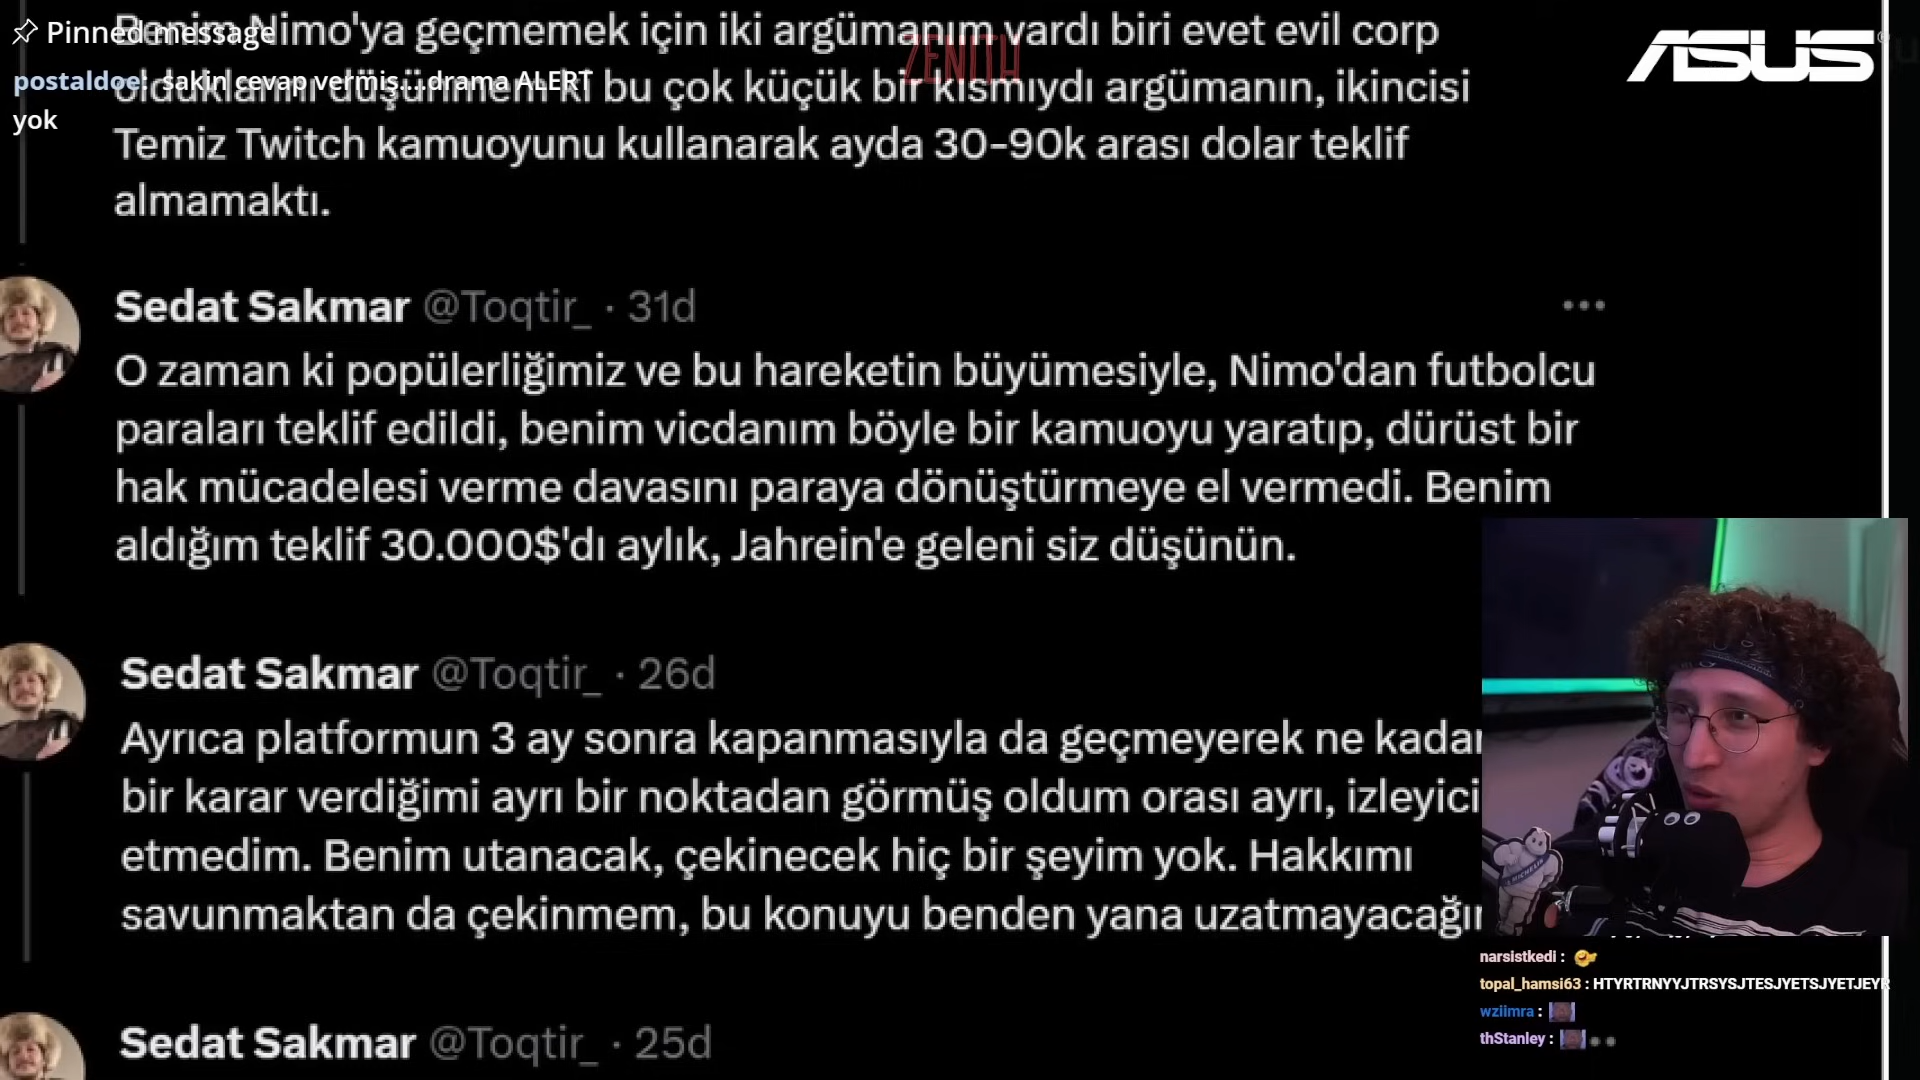 Pinned message
Benim Nimo'ya geçmemek için iki argümanım vardı biri evet evil corp
postaldoe: sakin cevap vermiş....drama ALERT
yok
olduklarını düşünmem ki bu çok küçük bir kısmıydı argümanın, ikincisi
Temiz Twitch kamuoyunu kullanarak ayda 30-90k arası dolar teklif
almamaktı.
ZENITH
ASUS
Sedat Sakmar @Toqtir_ · 31d
O zaman ki popülerliğimiz ve bu hareketin büyümesiyle, Nimo'dan futbolcu
paraları teklif edildi, benim vicdanım böyle bir kamuoyu yaratıp, dürüst bir
hak mücadelesi verme davasını paraya dönüştürmeye el vermedi. Benim
aldığım teklif 30.000$'dı aylık, Jahrein'e geleni siz düşünün.
Sedat Sakmar @Toqtir_ · 26d
Ayrıca platformun 3 ay sonra kapanmasıyla da geçmeyerek ne kadar
bir karar verdiğimi ayrı bir noktadan görmüş oldum orası ayrı, izleyici
etmedim. Benim utanacak, çekinecek hiç bir şeyim yok. Hakkımı
savunmaktan da çekinmem, bu konuyu benden yana uzatmayacağı
MICHELIN
narsistkedi :
topal_hamsi63 : HTYRTRNYYJTRSYSJTESJYETSJYETJEYR
wziimra :
thStanley :
Sedat Sakmar @Toqtir_ · 25d